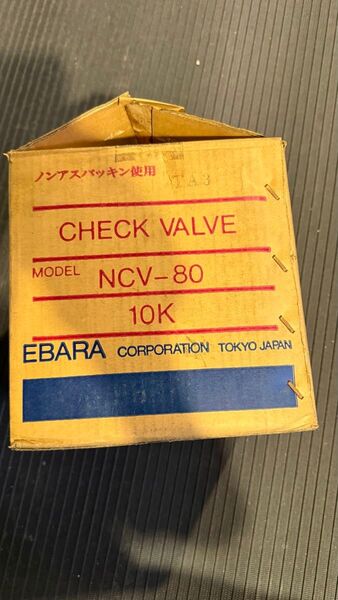 ノンアスパッキン使用
TA3
CHECK VALVE
MODEL NCV-80
10K
EBARA CORPORATION TOKYO JAPAN